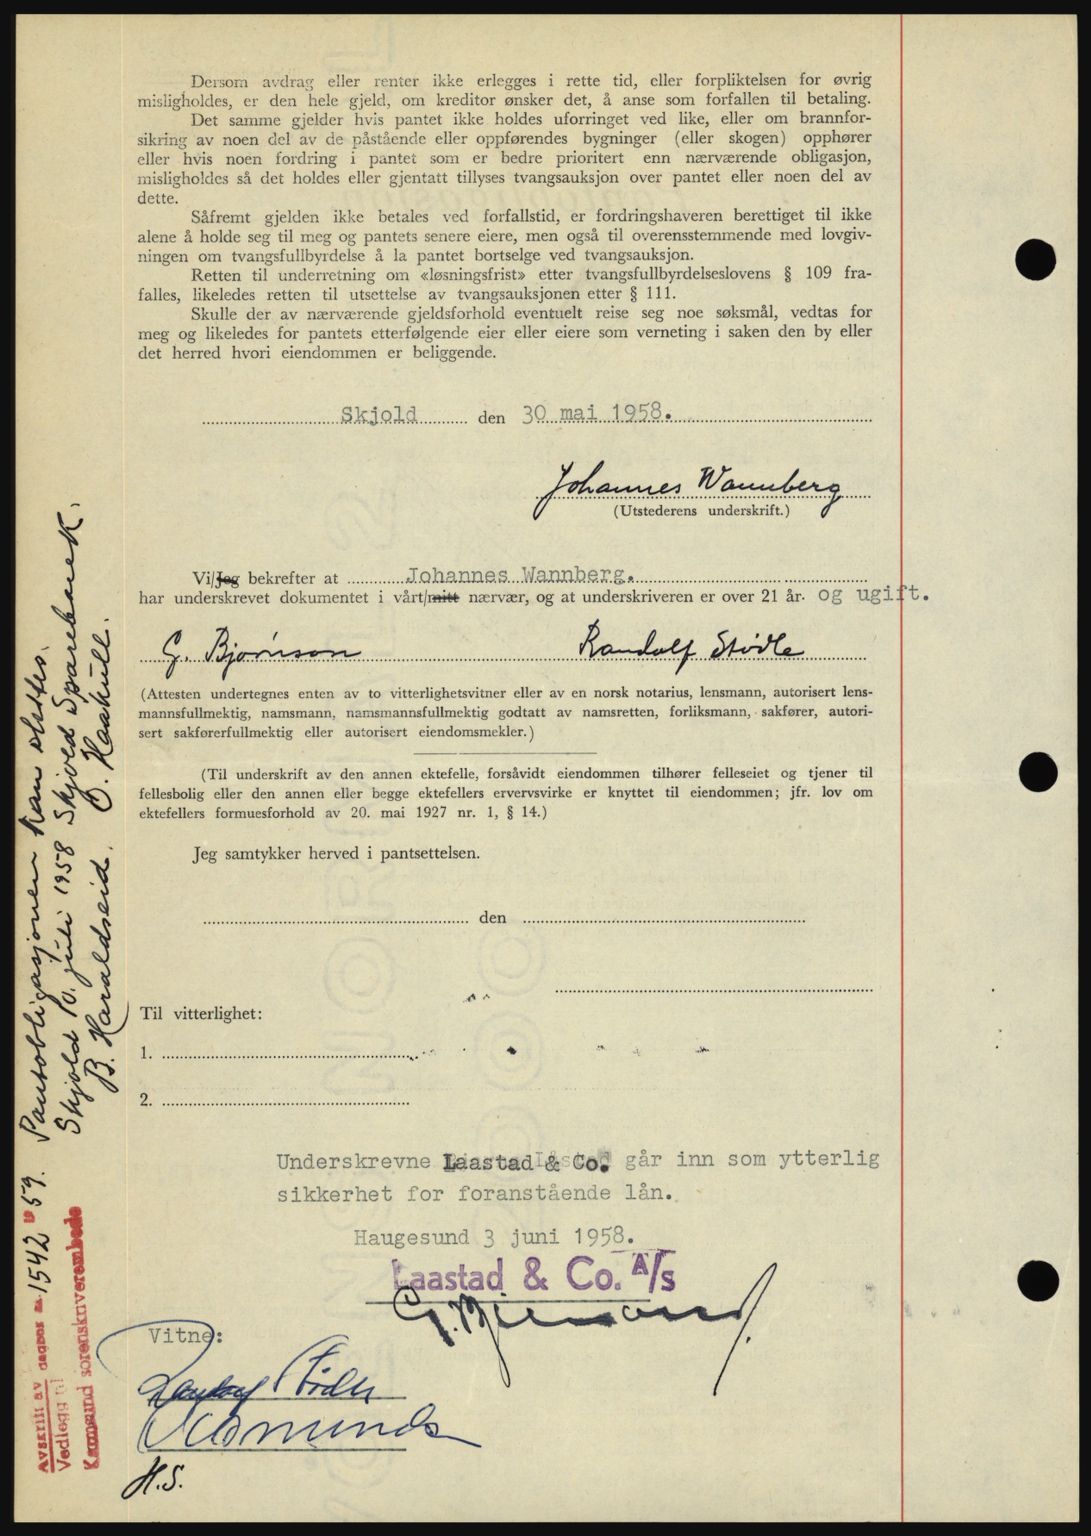 Dersom avdrag eller renter ikke erlegges i rette tid, eller forpliktelsen for øvrig
misligholdes, er den hele gjeld, om kreditor ønsker det, å anse som forfallen til betaling.
Det samme gjelder hvis pantet ikke holdes uforringet ved like, eller om brannfor-
sikring av noen del av de påstående eller oppførendes bygninger (eller skogen) opphører
eller hvis noen fordring i pantet som er bedre prioritert enn nærværende obligasjon,
misligholdes så det holdes eller gjentatt tillyses tvangsauksjon over pantet eller noen del av
dette.
Såfremt gjelden ikke betales ved forfallstid, er fordringshaveren berettiget til ikke
alene å holde seg til meg og pantets senere eiere, men også til overensstemmende med lovgiv-
ningen om tvangsfullbyrdelse å la pantet bortselge ved tvangsauksjon.
Retten til underretning om «løsningsfrist» etter tvangsfullbyrdelseslovens § 109 fra-
falles, likeledes retten til utsettelse av tvangsauksjonen etter § 111.
Skulle der av nærværende gjeldsforhold eventuelt reise seg noe søksmål, vedtas for
meg og likeledes for pantets etterfølgende eier eller eiere som verneting i saken den by eller
det herred hvori eiendommen er beliggende.
Skjold den 30 mai 1958.
Johannes Wannberg
(Utstederens underskrift.)
Vi/Jeg bekrefter at Johannes Wannberg.
har underskrevet dokumentet i vårt/mitt nærvær, og at underskriveren er over 21 år. og ugift.
G. Bjørnson Randolf Stødle
(Attesten undertegnes enten av to vitterlighetsvitner eller av en norsk notarius, lensmann, autorisert lens-
mannsfullmektig, namsmann, namsmannsfullmektig godtatt av namsretten, forliksmann, sakfører, autori-
sert sakførerfullmektig eller autorisert eiendomsmekler.)
(Til underskrift av den annen ektefelle, forsåvidt eiendommen tilhører felleseiet og tjener til
fellesbolig eller den annen eller begge ektefellers ervervsvirke er knyttet til eiendommen; jfr. lov om
ektefellers formuesforhold av 20. mai 1927 nr. 1, § 14.)
Jeg samtykker herved i pantsettelsen.
den
Til vitterlighet:
1.
2.
Underskrevne Laastad & Co. går inn som ytterlig
sikkerhet for foranstående lån.
Haugesund 3 juni 1958.
Laastad & Co. A/S
Vitne:
Randolf Stødle
H.S.
Pantobligasjonen kan slettes.
Skjold 10. juli 1958 Skjold Sparebank.
B. Haraldseid. O. Haahull.
Avskrift av dagbok nr. 1542 1959.
Vedlegg til
Karmsund sorenskriverembede